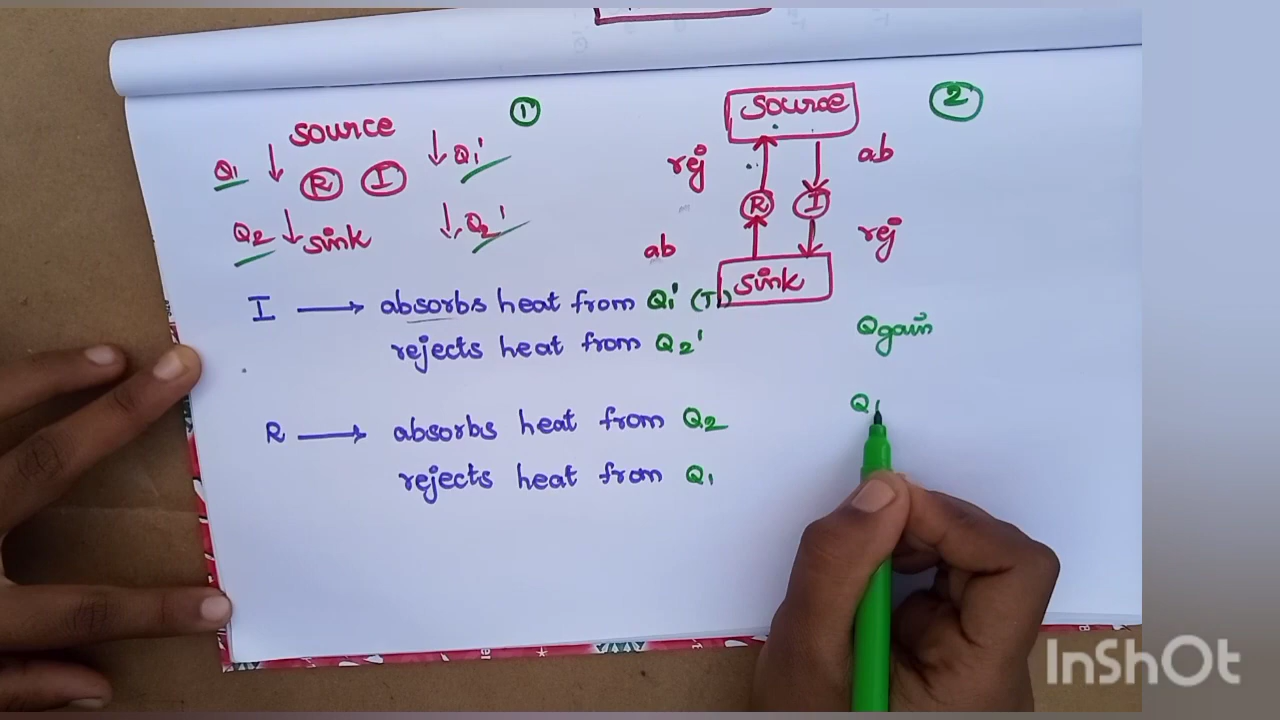 ①
source
Q1 ↓ ↓ Q1'
R I
Q2 ↓ sink ↓ Q2'
②
source
rej ab
R I
ab rej
sink
I → absorbs heat from Q1' (T1)
rejects heat from Q2'
R → absorbs heat from Q2
rejects heat from Q1
Qgain
Q1
InShOt